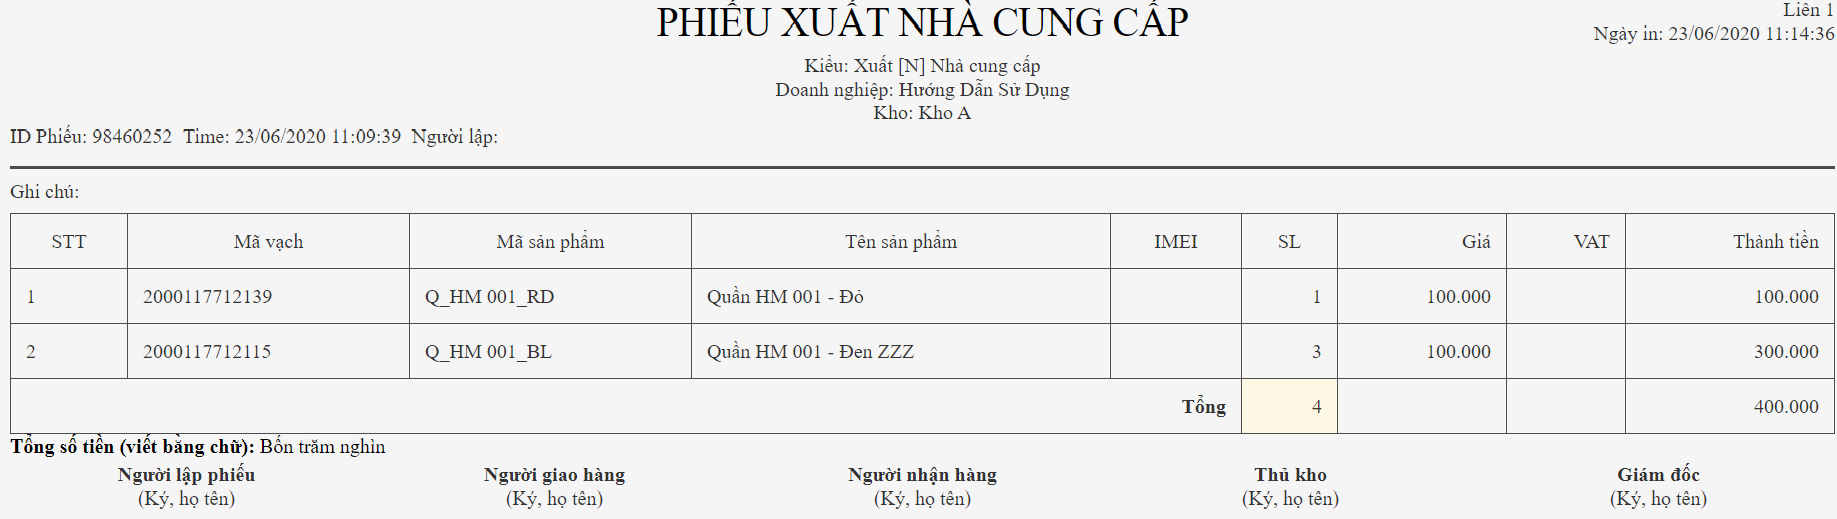 PHIẾU XUẤT NHÀ CUNG CẤP
Liên 1
Ngày in: 23/06/2020 11:14:36
Kiểu: Xuất [N] Nhà cung cấp
Doanh nghiệp: Hướng Dẫn Sử Dụng
Kho: Kho A
ID Phiếu: 98460252 Time: 23/06/2020 11:09:39 Người lập:
Ghi chú:
STT Mã vạch Mã sản phẩm Tên sản phẩm IMEI SL Giá VAT Thành tiền
1 2000117712139 Q_HM 001_RD Quần HM 001 - Đỏ 1 100.000 100.000
2 2000117712115 Q_HM 001_BL Quần HM 001 - Đen ZZZ 3 100.000 300.000
Tổng 4 400.000
Tổng số tiền (viết bằng chữ): Bốn trăm nghìn
Người lập phiếu Người giao hàng Người nhận hàng Thủ kho Giám đốc
(Ký, họ tên) (Ký, họ tên) (Ký, họ tên) (Ký, họ tên) (Ký, họ tên)